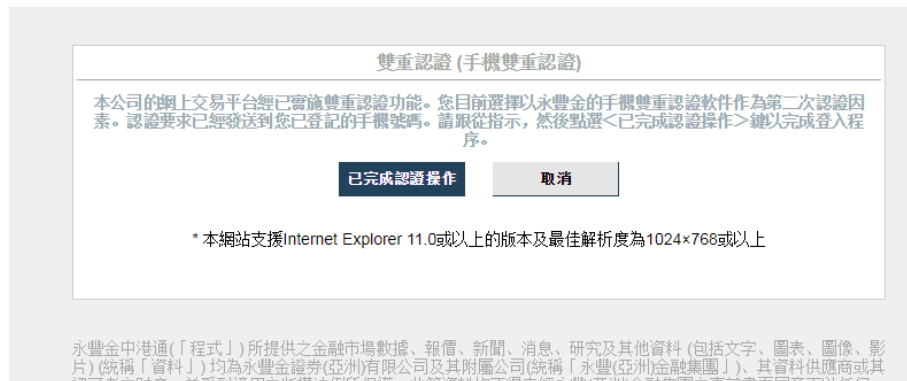 雙重認證 (手機雙重認證)
本公司的網上交易平台經已實施雙重認證功能。您目前選擇以永豐金的手機雙重認證軟件作為第二次認證因
素。認證要求已經發送到您已登記的手機號碼。請跟從指示，然後點選<已完成認證操作>鍵以完成登入程
序。
已完成認證操作 取消
* 本網站支援Internet Explorer 11.0或以上的版本及最佳解析度為1024×768或以上
永豐金中港通(「程式」)所提供之金融市場數據、報價、新聞、消息、研究及其他資料 (包括文字、圖表、圖像、影
片) (統稱「資料」) 均為永豐金證券(亞洲)有限公司及其附屬公司(統稱「永豐(亞洲)金融集團」)、其資料供應商或其